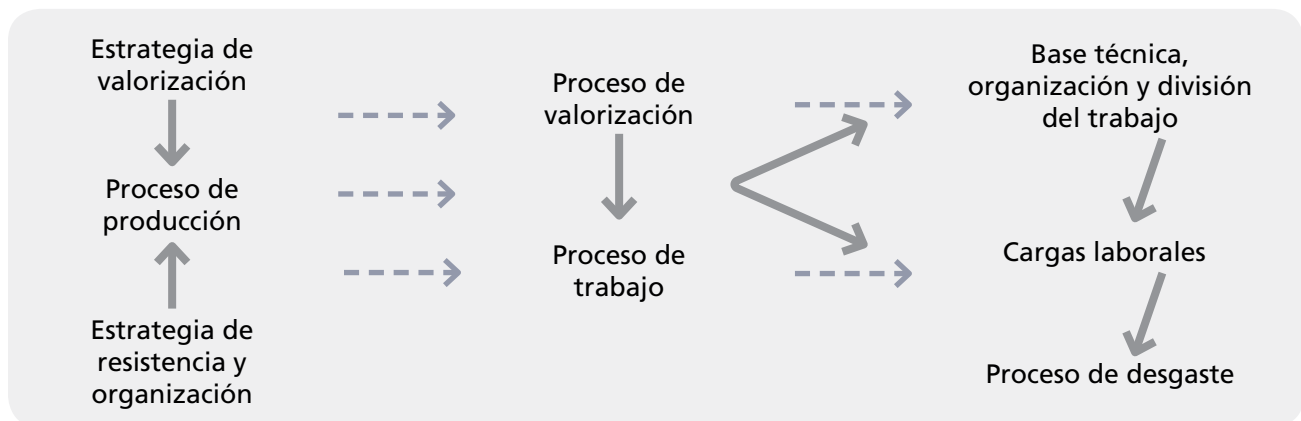 Estrategia de
valorización
Proceso de
producción
Estrategia de
resistencia y
organización
Proceso de
valorización
Proceso de
trabajo
Base técnica,
organización y división
del trabajo
Cargas laborales
Proceso de desgaste